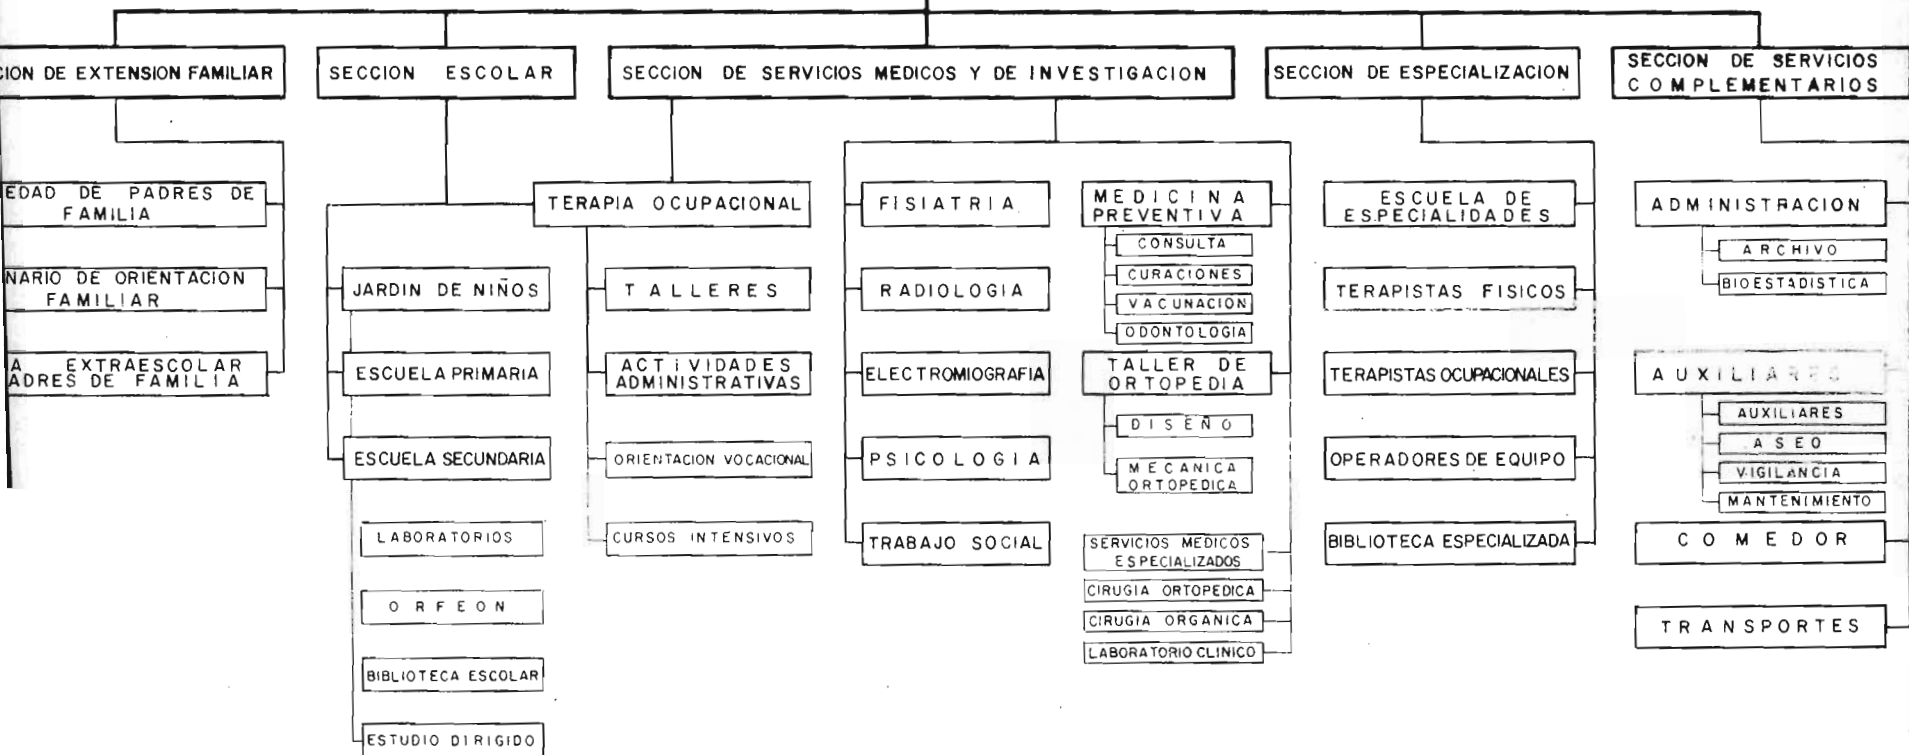 DE EXTENSION FAMILIAR
SECCION ESCOLAR
SECCION DE SERVICIOS MEDICOS Y DE INVESTIGACION
SECCION DE ESPECIALIZACION
SECCION DE SERVICIOS
COMPLEMENTARIOS
DE PADRES DE
FAMILIA
DE ORIENTACION
FAMILIAR
EXTRAESCOLAR
DE FAMILIA
JARDIN DE NIÑOS
ESCUELA PRIMARIA
ESCUELA SECUNDARIA
LABORATORIOS
ORFEON
BIBLIOTECA ESCOLAR
ESTUDIO DIRIGIDO
TERAPIA OCUPACIONAL
TALLERES
ACTIVIDADES
ADMINISTRATIVAS
ORIENTACION VOCACIONAL
CURSOS INTENSIVOS
FISIATRIA
RADIOLOGIA
ELECTROMIOGRAFIA
PSICOLOGIA
TRABAJO SOCIAL
MEDICINA
PREVENTIVA
CONSULTA
CURACIONES
VACUNACION
ODONTOLOGIA
TALLER DE
ORTOPEDIA
DISEÑO
MECANICA
ORTOPEDICA
SERVICIOS MEDICOS
ESPECIALIZADOS
CIRUGIA ORTOPEDICA
CIRUGIA ORGANICA
LABORATORIO CLINICO
ESCUELA DE
ESPECIALIDADES
TERAPISTAS FISICOS
TERAPISTAS OCUPACIONALES
OPERADORES DE EQUIPO
BIBLIOTECA ESPECIALIZADA
ADMINISTRACION
ARCHIVO
BIOESTADISTICA
AUXILIARES
AUXILIARES
ASEO
VIGILANCIA
MANTENIMIENTO
COMEDOR
TRANSPORTES